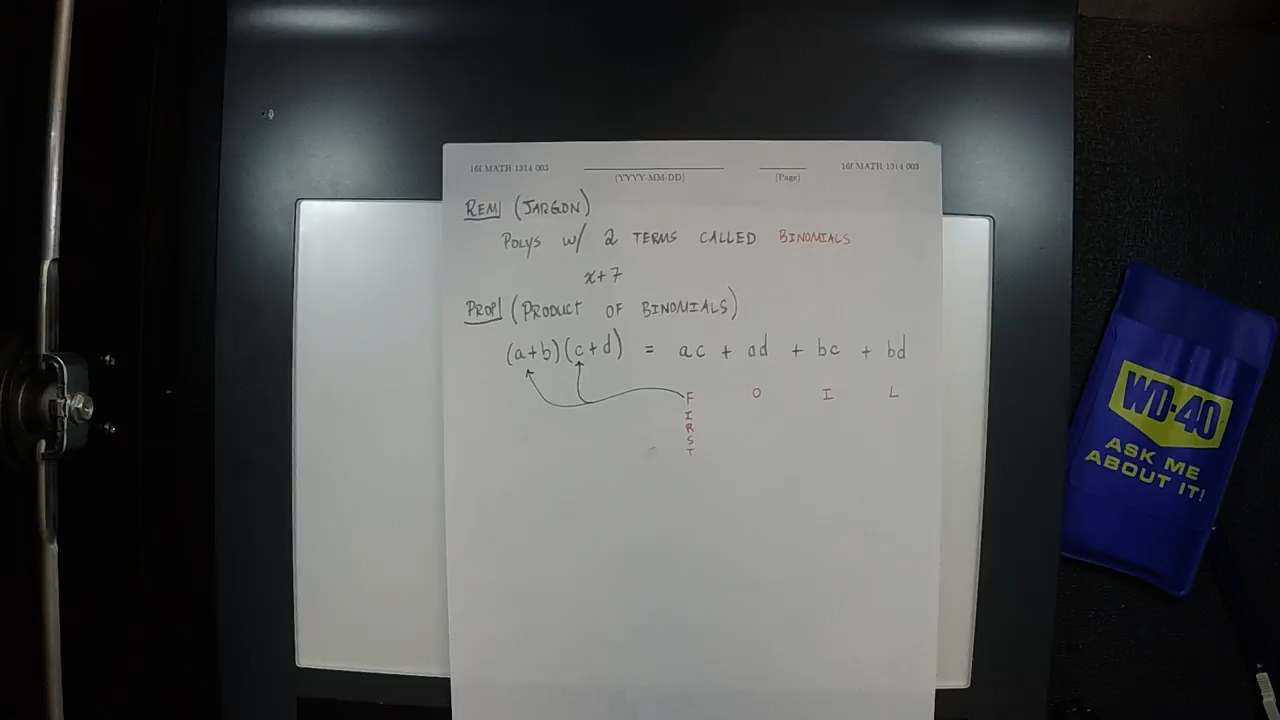 16f MATH 1314 003 (YYYY-MM-DD) (Page) 16f MATH 1314 003
REM (JARGON)
POLYS W/ 2 TERMS CALLED BINOMIALS
x+7
PROP (PRODUCT OF BINOMIALS)
(a+b)(c+d) = ac + ad + bc + bd
F O I L
I
R
S
T
WD-40
ASK ME
ABOUT IT!